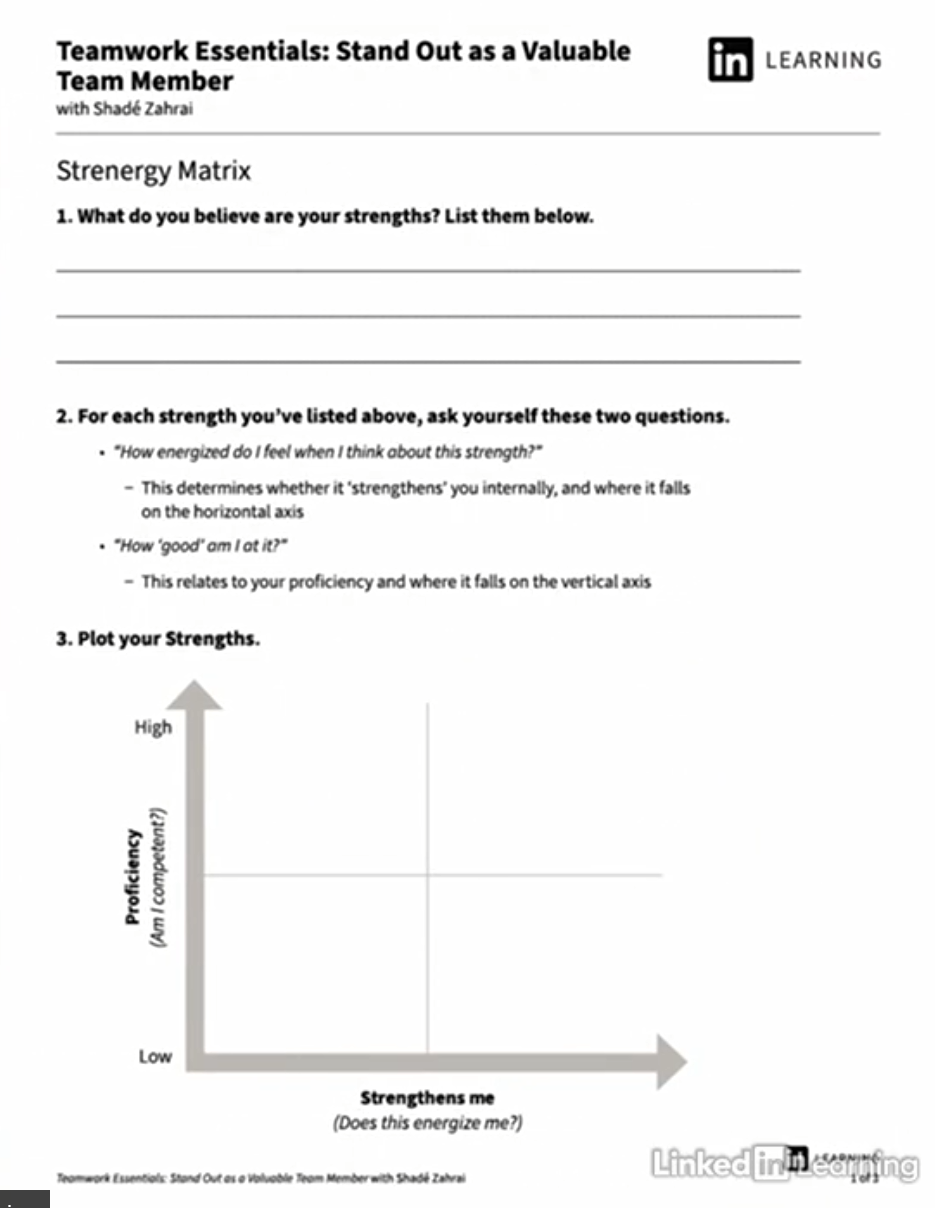 Teamwork Essentials: Stand Out as a Valuable
Team Member
with Shadé Zahrai
in LEARNING
Strenergy Matrix
1. What do you believe are your strengths? List them below.
2. For each strength you've listed above, ask yourself these two questions.
• "How energized do I feel when I think about this strength?"
– This determines whether it 'strengthens' you internally, and where it falls
on the horizontal axis
• "How 'good' am I at it?"
– This relates to your proficiency and where it falls on the vertical axis
3. Plot your Strengths.
High
Proficiency
(Am I competent?)
Low
Strengthens me
(Does this energize me?)
Teamwork Essentials: Stand Out as a Valuable Team Member with Shadé Zahrai
in LEARNING
1 of 3
Linked in Learning